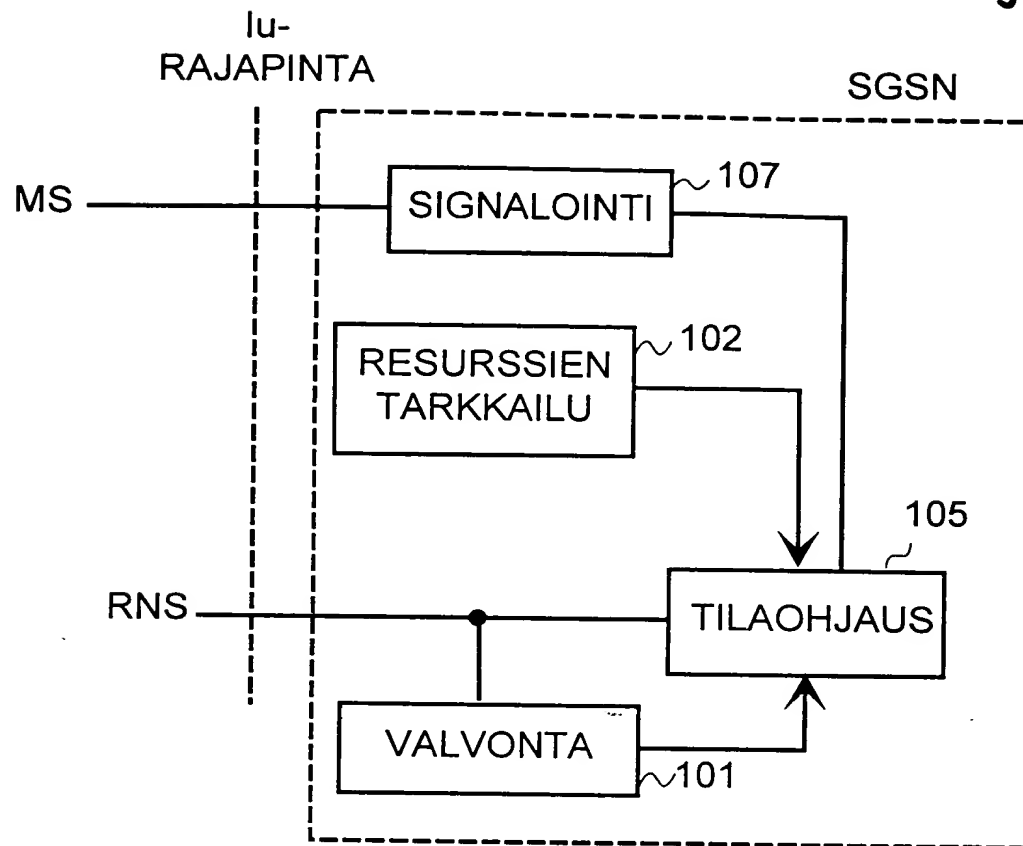 Iu-
RAJAPINTA
SGSN
MS
SIGNALOINTI
107
RESURSSIEN
TARKKAILU
102
105
RNS
TILAOHJAUS
VALVONTA
101